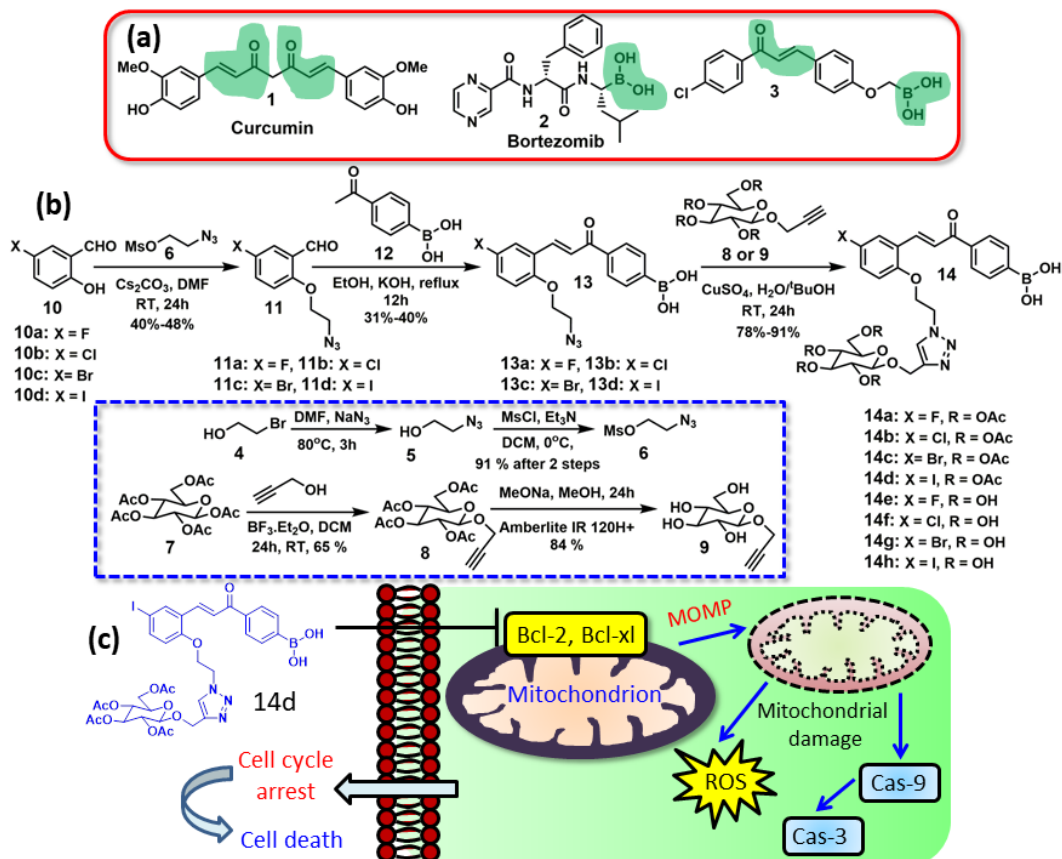 (a)
MeO
HO
O
O
OMe
OH
1
Curcumin
N
N
O
N
H
O
H
N
B
OH
OH
2
Bortezomib
O
Cl
3
O
B
OH
HO
(b)
X
CHO
OH
10
10a: X = F
10b: X = Cl
10c: X= Br
10d: X = I
MsO
N3
6
Cs2CO3, DMF
RT, 24h
40%-48%
X
CHO
O
11
N3
11a: X = F, 11b: X = Cl
11c: X= Br, 11d: X = I
O
12
B
OH
OH
EtOH, KOH, reflux
12h
31%-40%
X
O
O
13
B
OH
HO
N3
13a: X = F, 13b: X = Cl
13c: X= Br, 13d: X = I
OR
RO
RO
OR
O
O
8 or 9
CuSO4, H2O/tBuOH
RT, 24h
78%-91%
X
O
14
B
OH
HO
O
N
N
N
OR
RO
RO
OR
O
O
14a: X = F, R = OAc
14b: X = Cl, R = OAc
14c: X= Br, R = OAc
14d: X = I, R = OAc
14e: X = F, R = OH
14f: X = Cl, R = OH
14g: X = Br, R = OH
14h: X = I, R = OH
HO
Br
4
DMF, NaN3
80oC, 3h
HO
N3
5
MsCl, Et3N
DCM, 0oC,
91 % after 2 steps
MsO
N3
6
OAc
AcO
AcO
OAc
O
OAc
7
OH
BF3.Et2O, DCM
24h, RT, 65 %
OAc
AcO
AcO
OAc
O
O
8
MeONa, MeOH, 24h
Amberlite IR 120H+
84 %
OH
HO
HO
OH
O
O
9
(c)
I
O
O
B
OH
OH
N
N
N
OAc
AcO
AcO
OAc
O
O
14d
Cell cycle
arrest
Cell death
Bcl-2, Bcl-xl
Mitochondrion
MOMP
Mitochondrial
damage
ROS
Cas-9
Cas-3